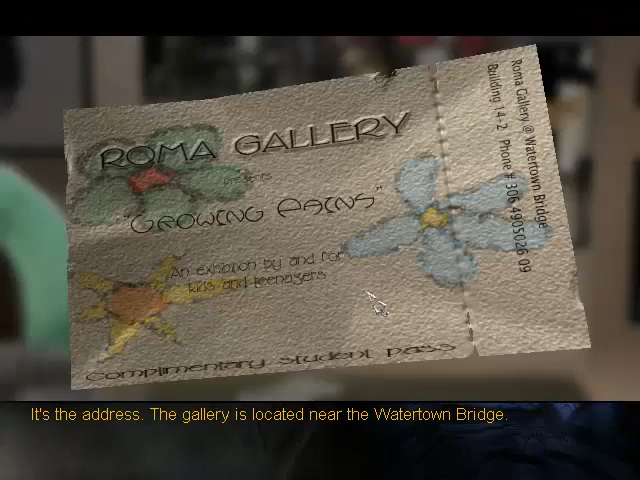 ROMA GALLERY
presents
"GROWING PAINS"
An exhibition by and for
kids and teenagers
Complimentary student pass
Roma Gallery @ Watertown Bridge
Building 14-2 Phone # 306 4905026 09
It's the address. The gallery is located near the Watertown Bridge.